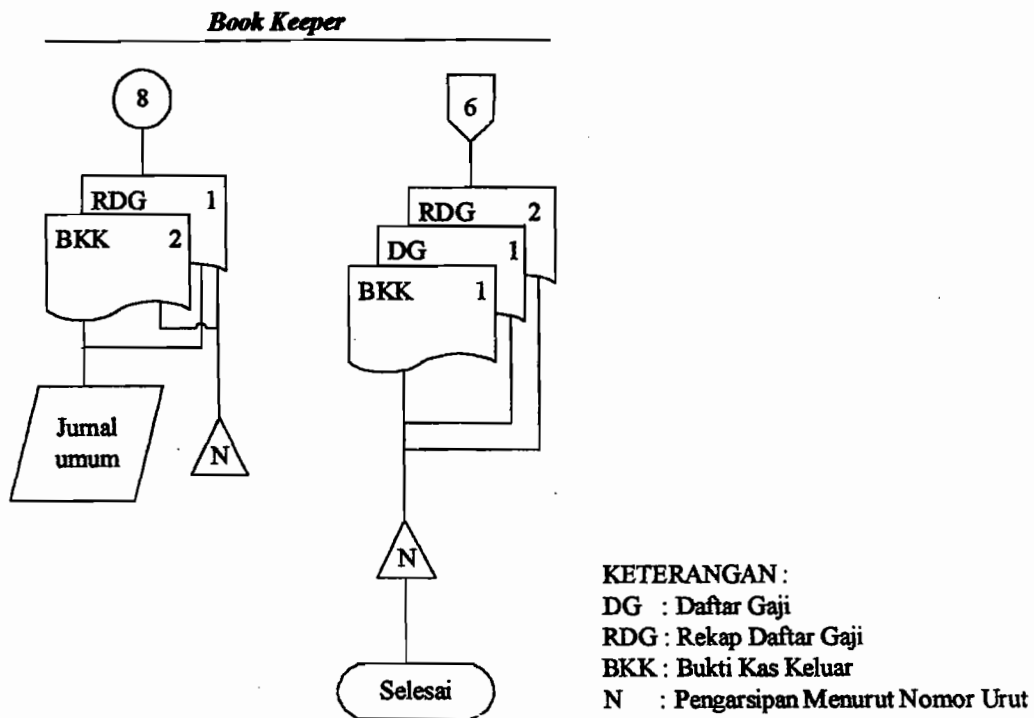 Book Keeper
8
6
RDG 1
BKK 2
RDG 2
DG 1
BKK 1
Jurnal
umum
N
N
Selesai
KETERANGAN :
DG : Daftar Gaji
RDG : Rekap Daftar Gaji
BKK : Bukti Kas Keluar
N : Pengarsipan Menurut Nomor Urut